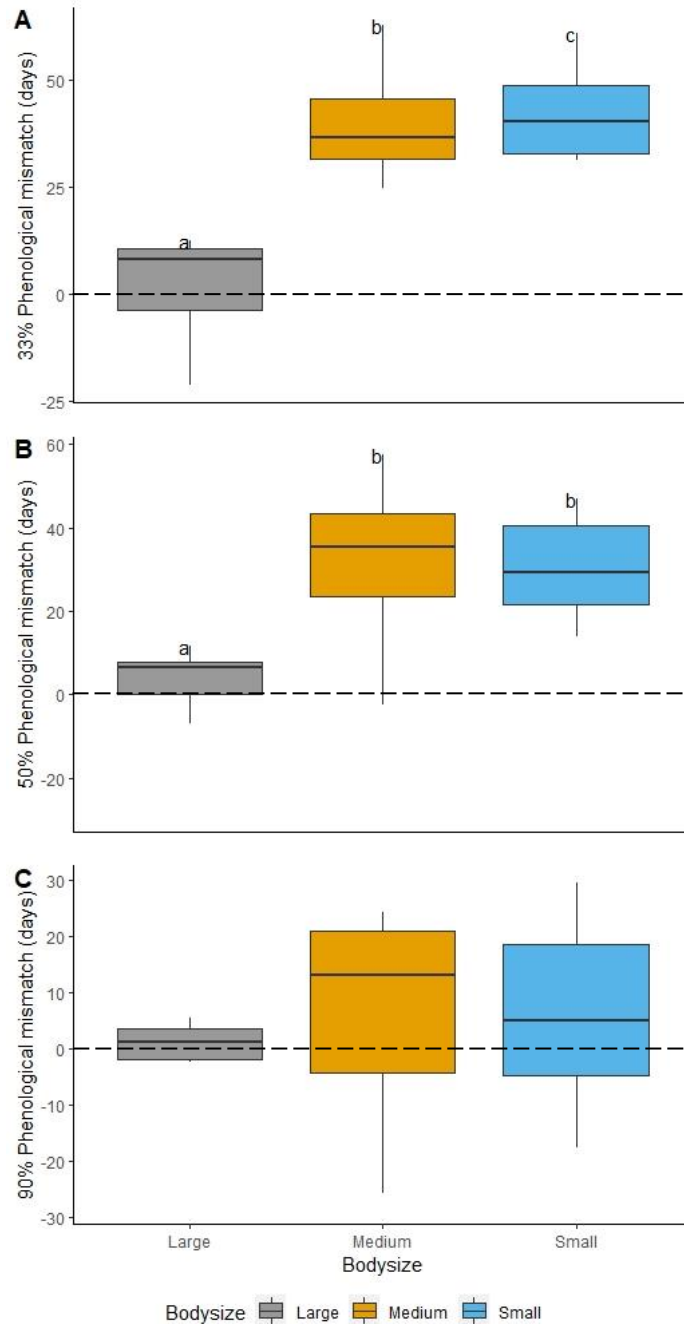 A
33% Phenological mismatch (days)
50
25
0
-25
a
b
c
B
50% Phenological mismatch (days)
60
40
20
0
-20
a
b
b
C
90% Phenological mismatch (days)
30
20
10
0
-10
-20
-30
Large Medium Small
Bodysize
Bodysize Large Medium Small